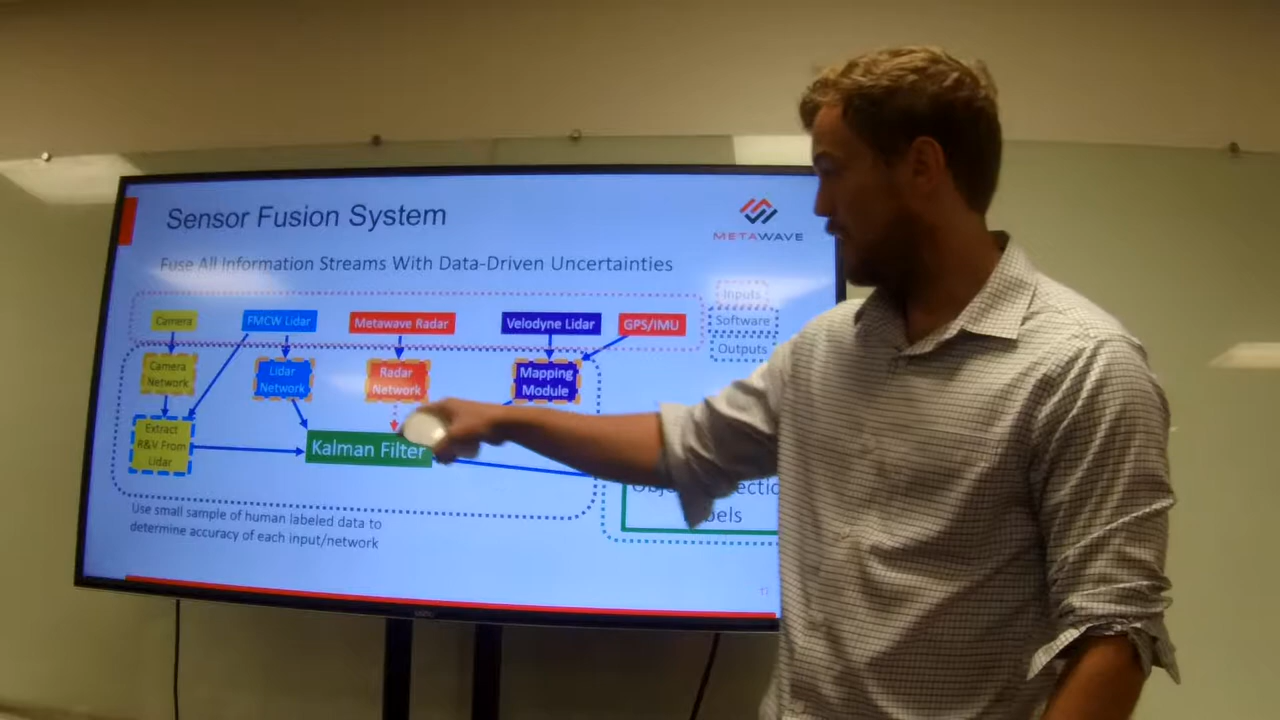 Sensor Fusion System
METAWAVE
Fuse All Information Streams With Data-Driven Uncertainties
Inputs
Software
Outputs
Camera
FMCW Lidar
Metawave Radar
Velodyne Lidar
GPS/IMU
Camera
Network
Lidar
Network
Radar
Network
Mapping
Module
Extract
R&V From
Lidar
Kalman Filter
Use small sample of human labeled data to
determine accuracy of each input/network